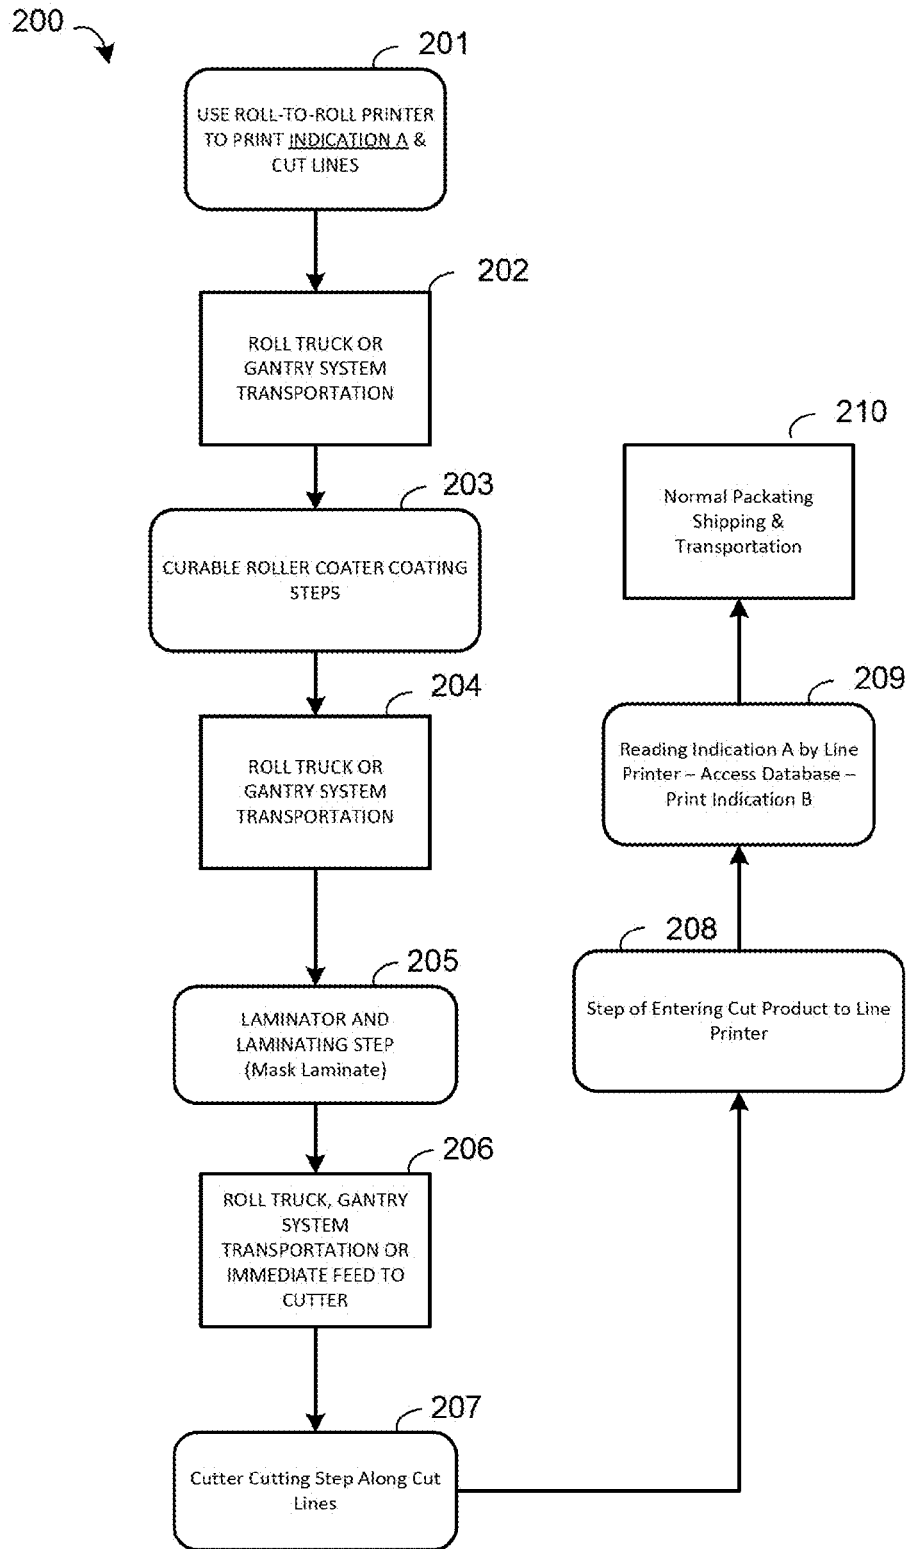 200
201
USE ROLL-TO-ROLL PRINTER
TO PRINT INDICATION A &
CUT LINES
202
ROLL TRUCK OR
GANTRY SYSTEM
TRANSPORTATION
203
CURABLE ROLLER COATER COATING
STEPS
204
ROLL TRUCK OR
GANTRY SYSTEM
TRANSPORTATION
205
LAMINATOR AND
LAMINATING STEP
(Mask Laminate)
206
ROLL TRUCK, GANTRY
SYSTEM
TRANSPORTATION OR
IMMEDIATE FEED TO
CUTTER
207
Cutter Cutting Step Along Cut
Lines
208
Step of Entering Cut Product to Line
Printer
209
Reading Indication A by Line
Printer – Access Database –
Print Indication B
210
Normal Packating
Shipping &
Transportation